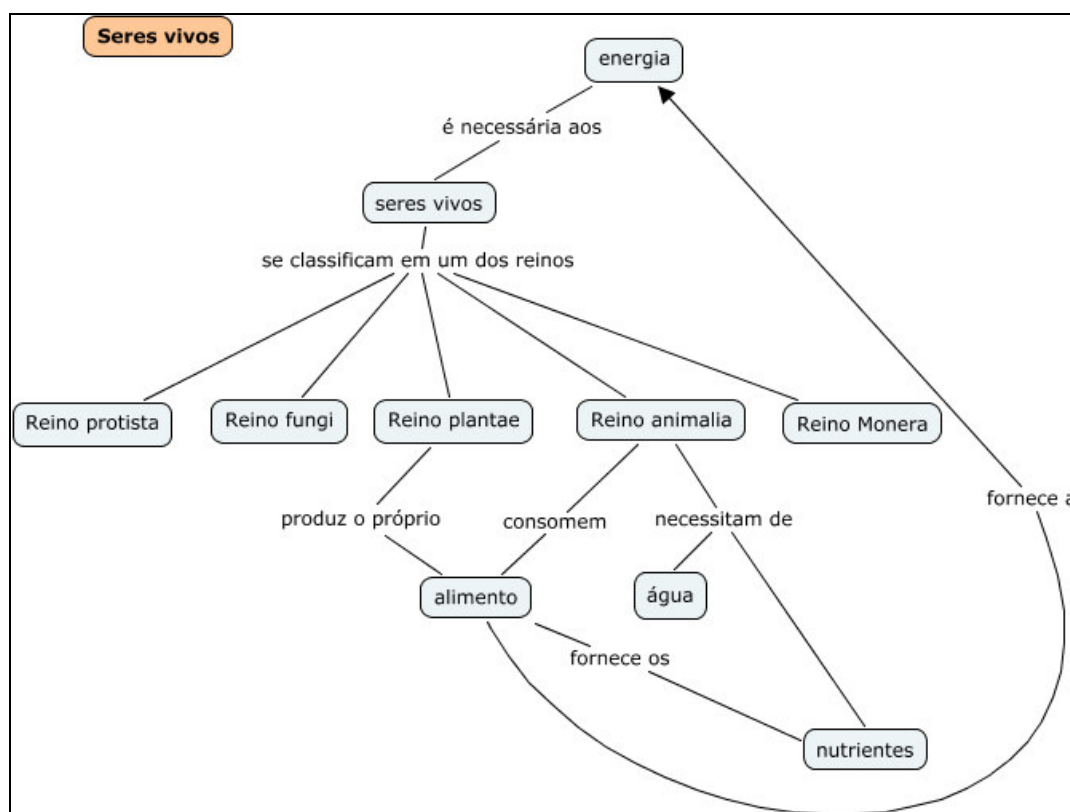 Seres vivos
energia
é necessária aos
seres vivos
se classificam em um dos reinos
Reino protista
Reino fungi
Reino plantae
Reino animalia
Reino Monera
fornece a
produz o próprio
consomem
necessitam de
alimento
água
fornece os
nutrientes